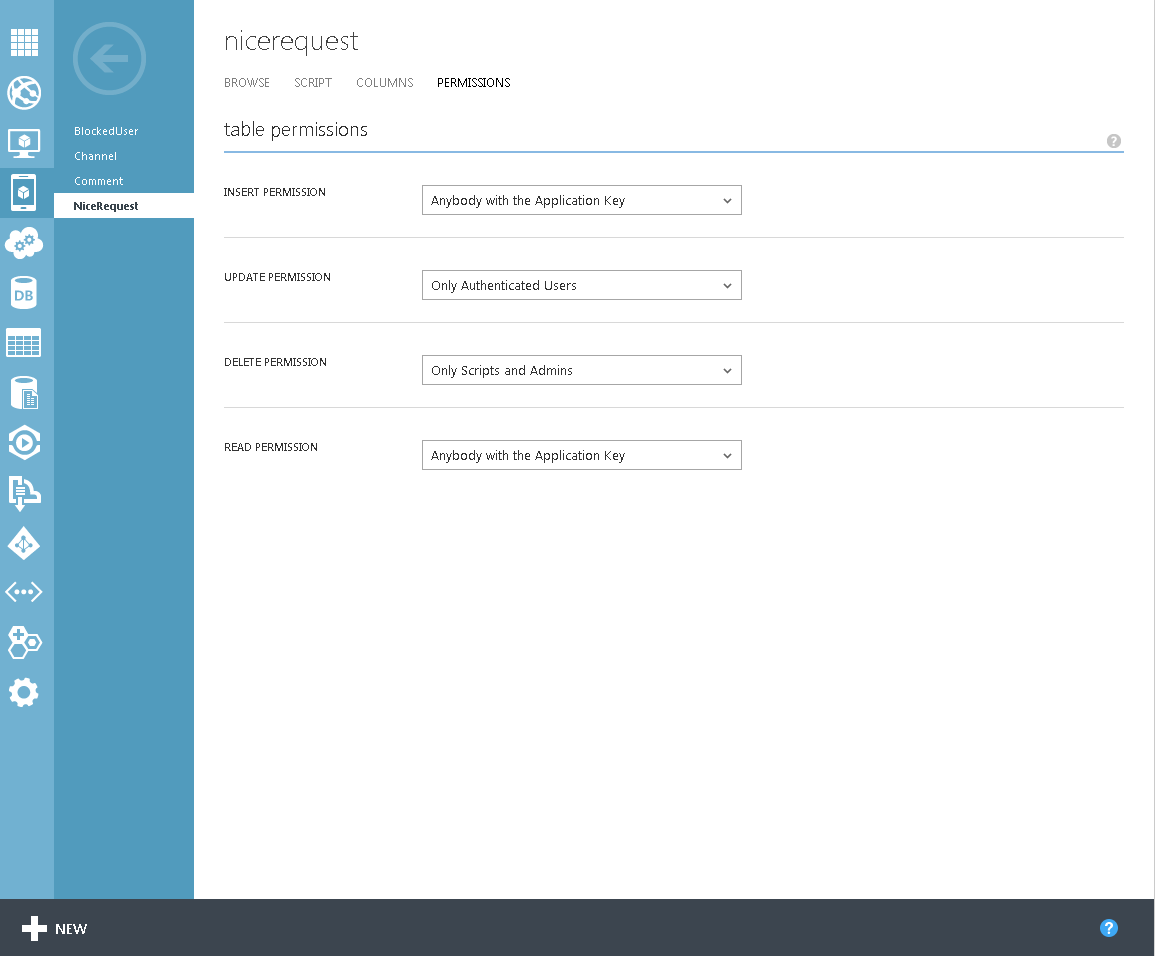 nicerequest
BROWSE SCRIPT COLUMNS PERMISSIONS
table permissions
?
BlockedUser
Channel
Comment
NiceRequest
DB
INSERT PERMISSION Anybody with the Application Key
UPDATE PERMISSION Only Authenticated Users
DELETE PERMISSION Only Scripts and Admins
READ PERMISSION Anybody with the Application Key
NEW
?